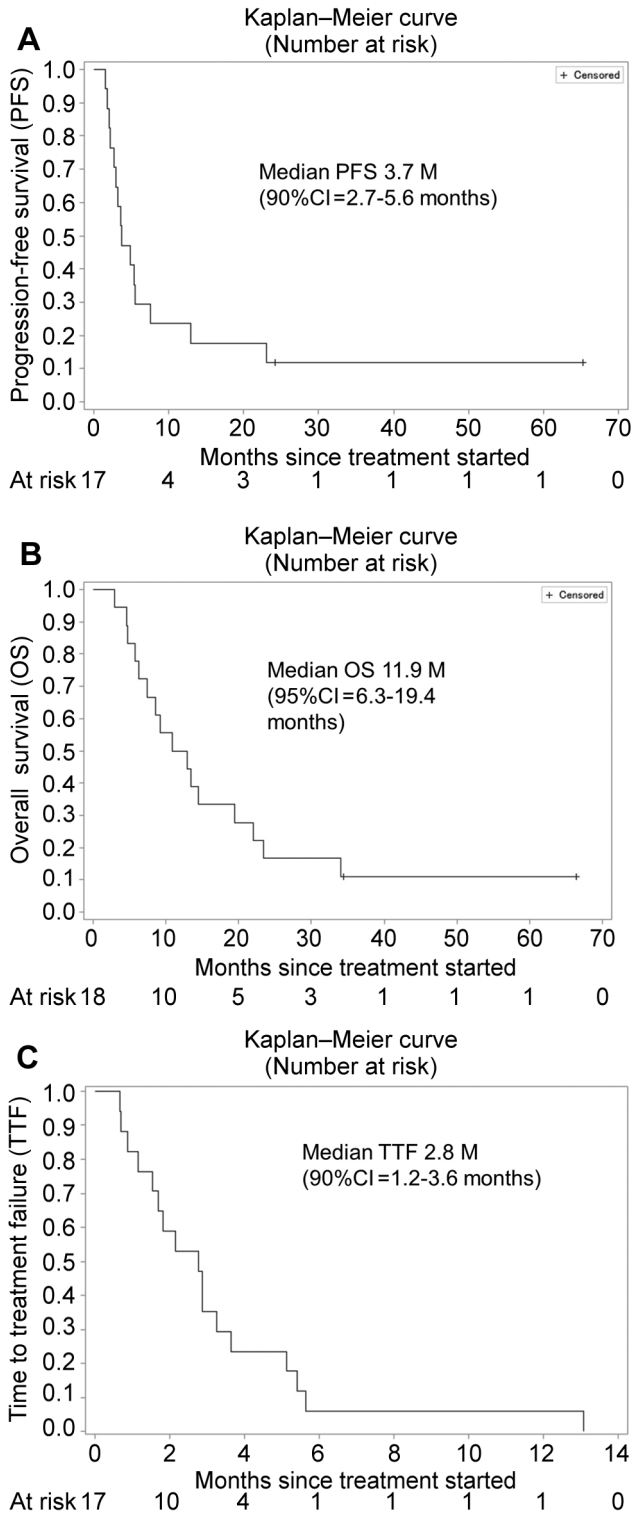 A
Kaplan–Meier curve
(Number at risk)
+ Censored
Progression-free survival (PFS)
1.0
0.9
0.8
0.7
0.6
0.5
0.4
0.3
0.2
0.1
0.0
Median PFS 3.7 M
(90%CI=2.7-5.6 months)
0 10 20 30 40 50 60 70
Months since treatment started
At risk 17 4 3 1 1 1 1 0
B
Kaplan–Meier curve
(Number at risk)
+ Censored
Overall survival (OS)
1.0
0.9
0.8
0.7
0.6
0.5
0.4
0.3
0.2
0.1
0.0
Median OS 11.9 M
(95%CI=6.3-19.4
months)
0 10 20 30 40 50 60 70
Months since treatment started
At risk 18 10 5 3 1 1 1 0
C
Kaplan–Meier curve
(Number at risk)
Time to treatment failure (TTF)
1.0
0.9
0.8
0.7
0.6
0.5
0.4
0.3
0.2
0.1
0.0
Median TTF 2.8 M
(90%CI=1.2-3.6 months)
0 2 4 6 8 10 12 14
Months since treatment started
At risk 17 10 4 1 1 1 1 0